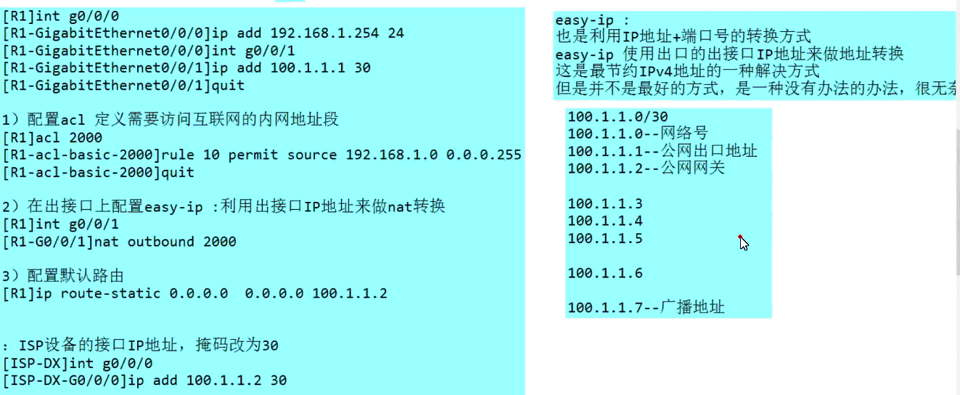 [R1]int g0/0/0
[R1-GigabitEthernet0/0/0]ip add 192.168.1.254 24
[R1-GigabitEthernet0/0/0]int g0/0/1
[R1-GigabitEthernet0/0/1]ip add 100.1.1.1 30
[R1-GigabitEthernet0/0/1]quit
1）配置acl 定义需要访问互联网的内网地址段
[R1]acl 2000
[R1-acl-basic-2000]rule 10 permit source 192.168.1.0 0.0.0.255
[R1-acl-basic-2000]quit
2）在出接口上配置easy-ip :利用出接口IP地址来做nat转换
[R1]int g0/0/1
[R1-G0/0/1]nat outbound 2000
3）配置默认路由
[R1]ip route-static 0.0.0.0  0.0.0.0 100.1.1.2
: ISP设备的接口IP地址，掩码改为30
[ISP-DX]int g0/0/0
[ISP-DX-G0/0/0]ip add 100.1.1.2 30
easy-ip :
也是利用IP地址+端口号的转换方式
easy-ip 使用出口的出接口IP地址来做地址转换
这是最节约IPv4地址的一种解决方式
但是并不是最好的方式，是一种没有办法的办法，很无
100.1.1.0/30
100.1.1.0--网络号
100.1.1.1--公网出口地址
100.1.1.2--公网网关
100.1.1.3
100.1.1.4
100.1.1.5
100.1.1.6
100.1.1.7--广播地址